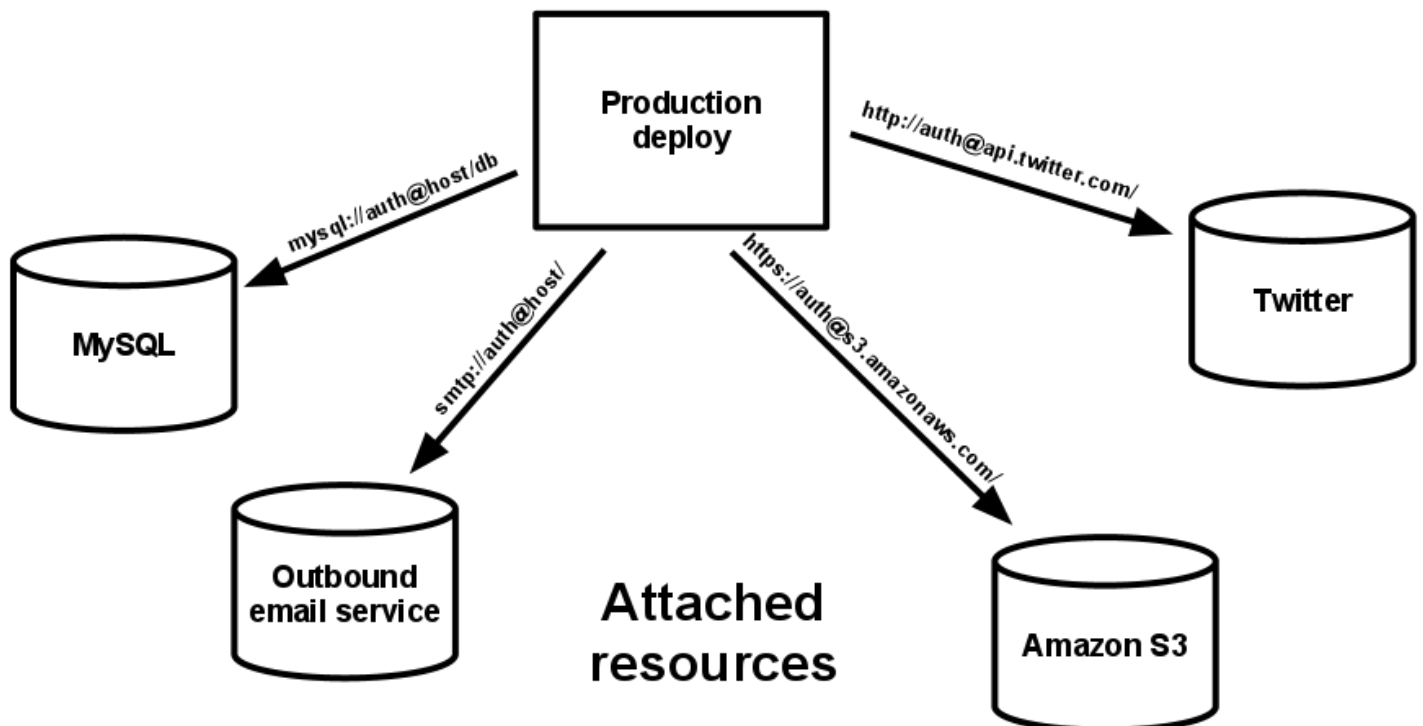 Production
deploy
mysql://auth@host/db
http://auth@api.twitter.com/
smtp://auth@host/
https://auth@s3.amazonaws.com/
MySQL
Twitter
Outbound
email service
Attached
resources
Amazon S3